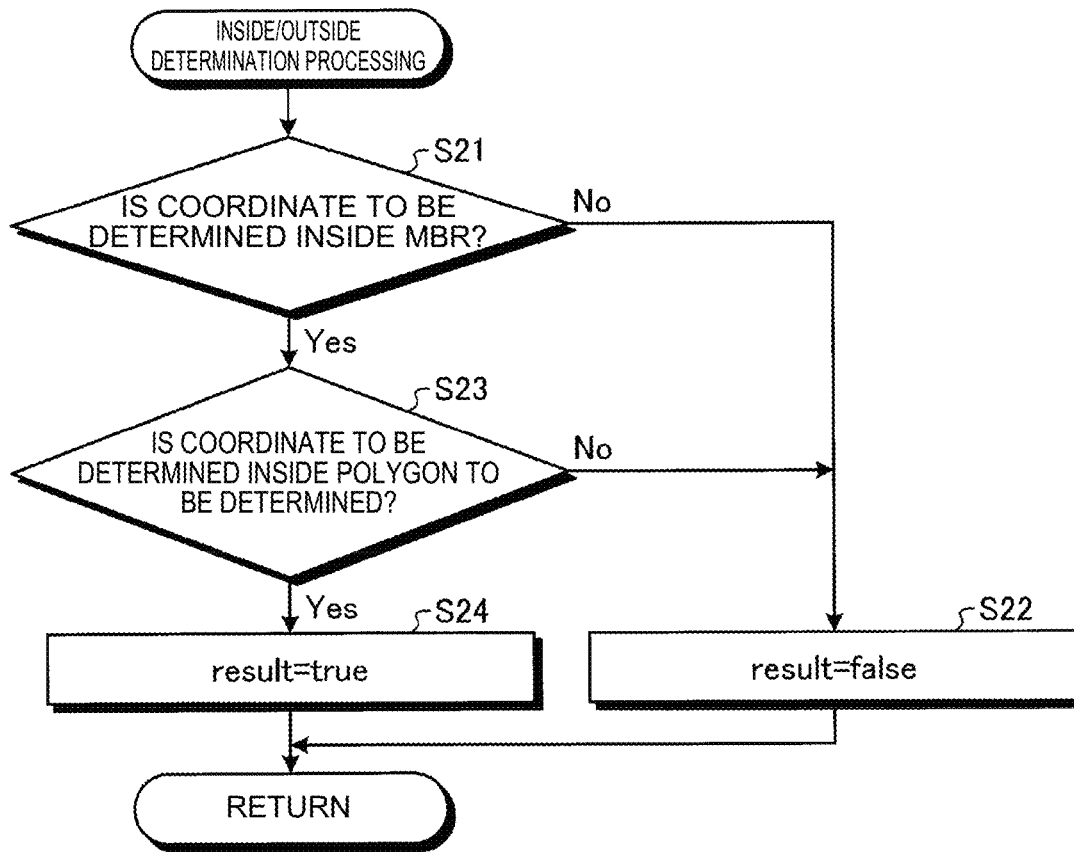 INSIDE/OUTSIDE
DETERMINATION PROCESSING
S21
IS COORDINATE TO BE
DETERMINED INSIDE MBR?
No
Yes
S23
IS COORDINATE TO BE
DETERMINED INSIDE POLYGON TO
BE DETERMINED?
No
Yes
S24
result=true
S22
result=false
RETURN